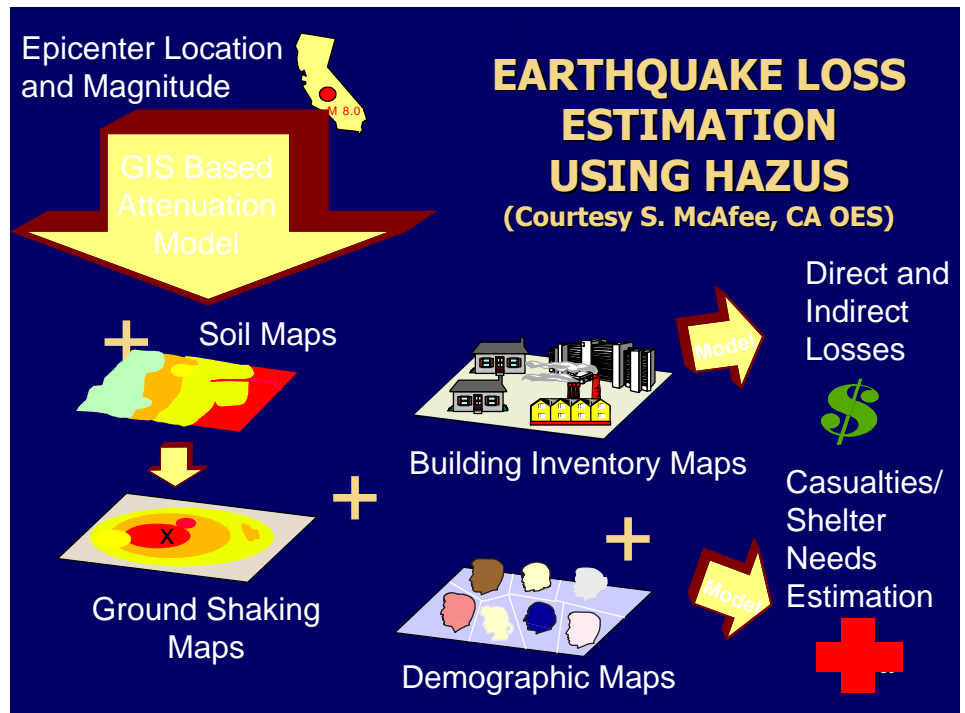 Epicenter Location
and Magnitude
M 8.0
EARTHQUAKE LOSS
ESTIMATION
USING HAZUS
(Courtesy S. McAfee, CA OES)
GIS Based
Attenuation
Model
+
Soil Maps
Model
Direct and
Indirect
Losses
$
Building Inventory Maps
+
X
Ground Shaking
Maps
+
Model
Casualties/
Shelter
Needs
Estimation
Demographic Maps